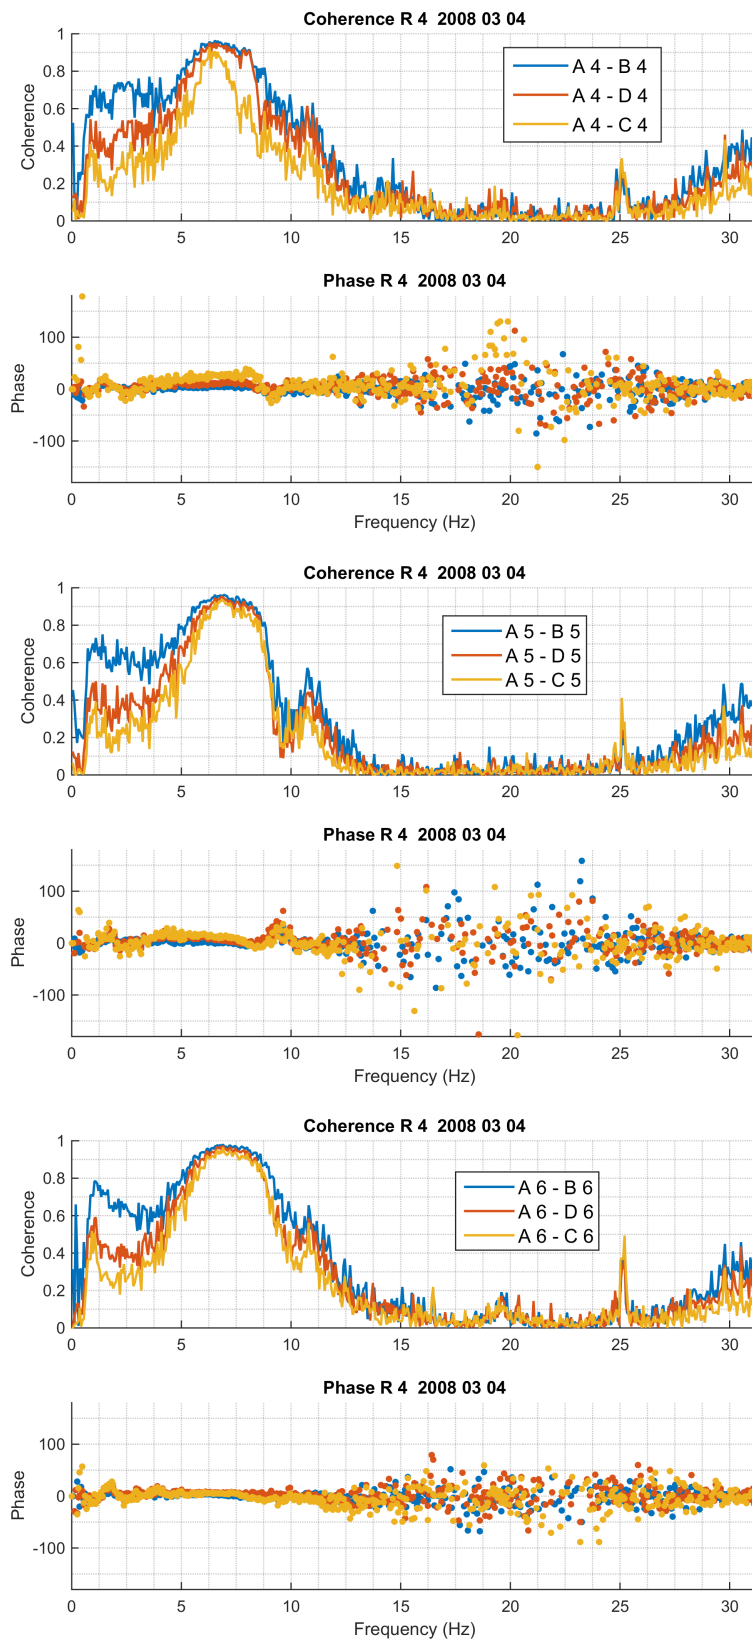 Coherence R 4 2008 03 04
1
0.8
0.6
0.4
0.2
0
Coherence
A 4 - B 4
A 4 - D 4
A 4 - C 4
0 5 10 15 20 25 30
Phase R 4 2008 03 04
100
0
-100
Phase
0 5 10 15 20 25 30
Frequency (Hz)
Coherence R 4 2008 03 04
1
0.8
0.6
0.4
0.2
0
Coherence
A 5 - B 5
A 5 - D 5
A 5 - C 5
0 5 10 15 20 25 30
Phase R 4 2008 03 04
100
0
-100
Phase
0 5 10 15 20 25 30
Frequency (Hz)
Coherence R 4 2008 03 04
1
0.8
0.6
0.4
0.2
0
Coherence
A 6 - B 6
A 6 - D 6
A 6 - C 6
0 5 10 15 20 25 30
Phase R 4 2008 03 04
100
0
-100
Phase
0 5 10 15 20 25 30
Frequency (Hz)